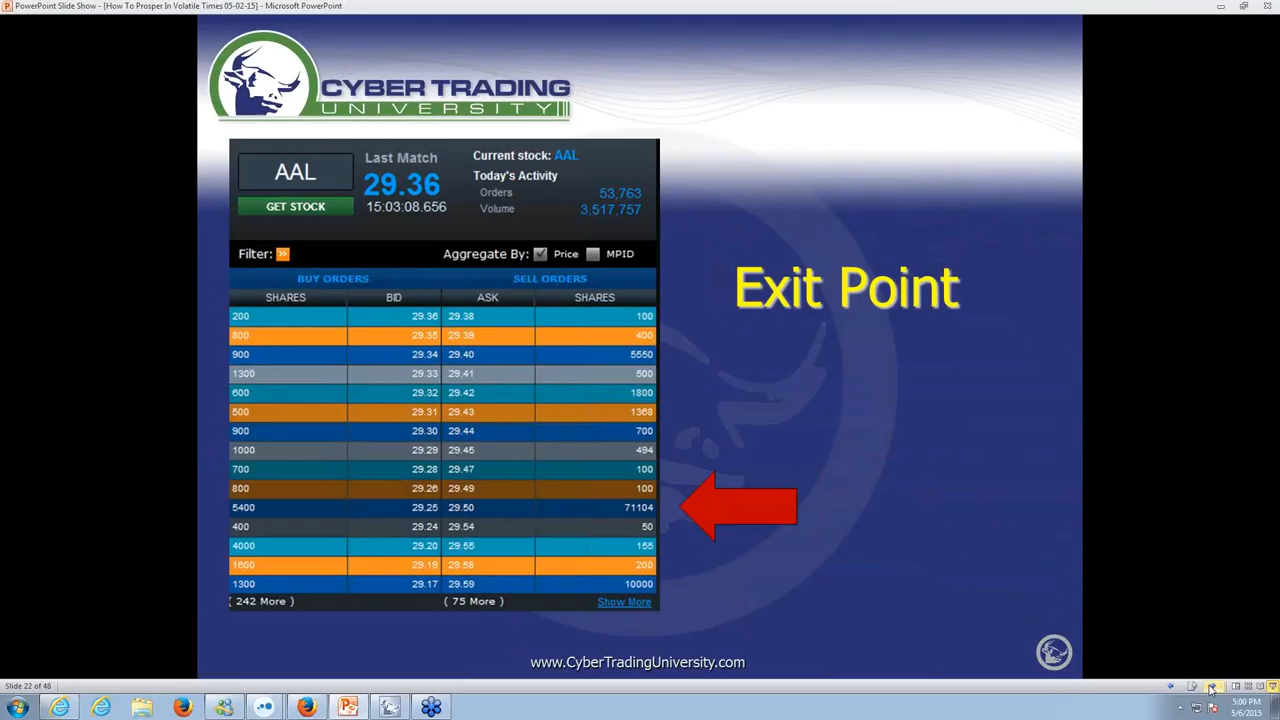 PowerPoint Slide Show - [How To Prosper In Volatile Times 05-02-15] - Microsoft PowerPoint
CYBER TRADING
UNIVERSITY
AAL
GET STOCK
Last Match
29.36
15:03:08.656
Current stock: AAL
Today's Activity
Orders 53,763
Volume 3,517,757
Filter: Aggregate By: Price MPID
BUY ORDERS SELL ORDERS
SHARES BID ASK SHARES
200 29.36 29.38 100
800 29.35 29.39 400
900 29.34 29.40 5550
1300 29.33 29.41 500
600 29.32 29.42 1800
500 29.31 29.43 1368
900 29.30 29.44 700
1000 29.29 29.45 494
700 29.28 29.47 100
800 29.26 29.49 100
5400 29.25 29.50 71104
400 29.24 29.54 50
4000 29.20 29.55 155
1600 29.19 29.58 200
1300 29.17 29.59 10000
( 242 More ) ( 75 More ) Show More
Exit Point
www.CyberTradingUniversity.com
Slide 22 of 48
5:00 PM
5/6/2015